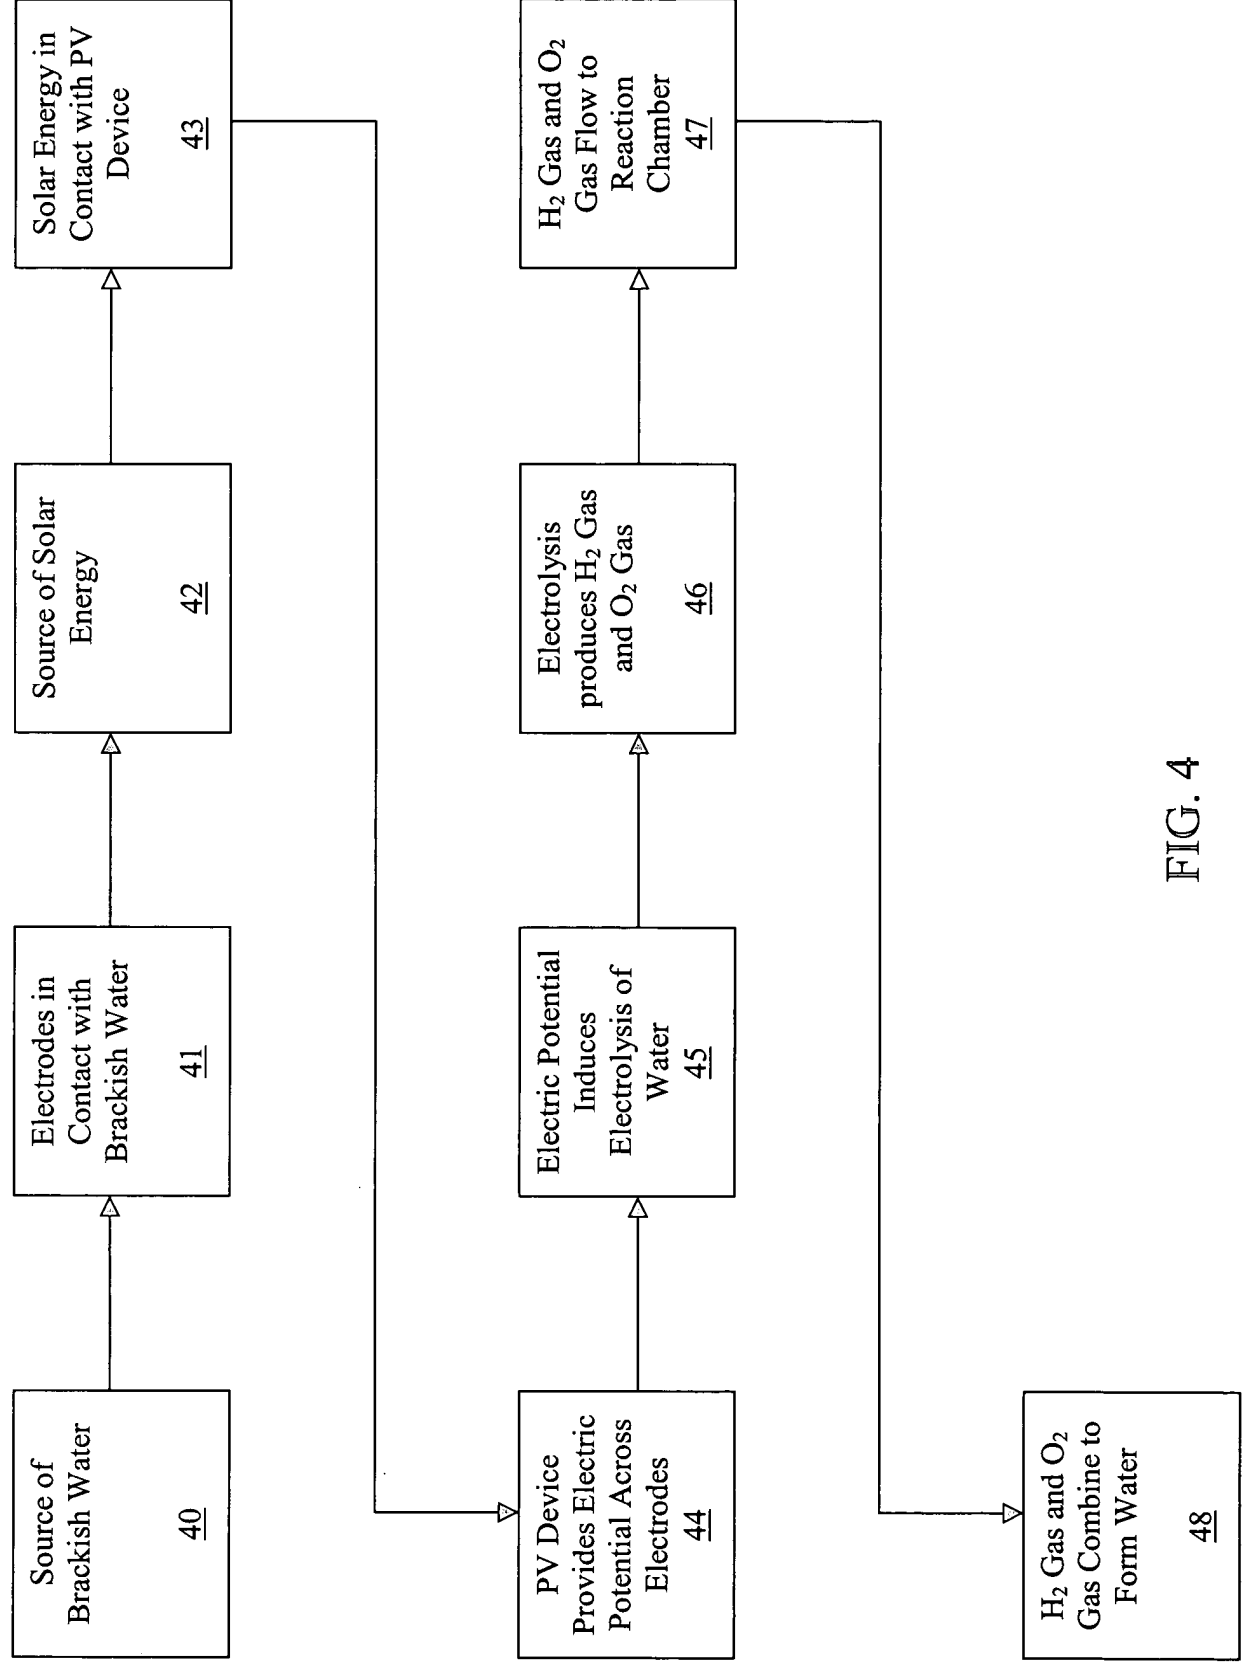 Source of
Brackish Water
40
Electrodes in
Contact with
Brackish Water
41
Source of Solar
Energy
42
Solar Energy in
Contact with PV
Device
43
PV Device
Provides Electric
Potential Across
Electrodes
44
Electric Potential
Induces
Electrolysis of
Water
45
Electrolysis
produces H₂ Gas
and O₂ Gas
46
H₂ Gas and O₂
Gas Flow to
Reaction
Chamber
47
H₂ Gas and O₂
Gas Combine to
Form Water
48
FIG. 4